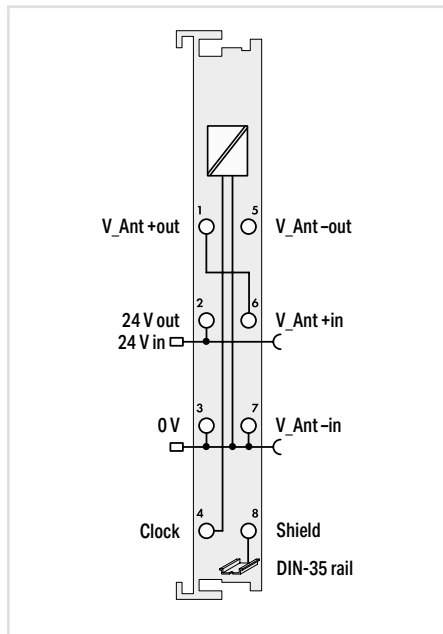 1 5
V_Ant +out V_Ant –out
2 6
24 V out V_Ant +in
24 V in
3 7
0 V V_Ant –in
4 8
Clock Shield
DIN-35 rail